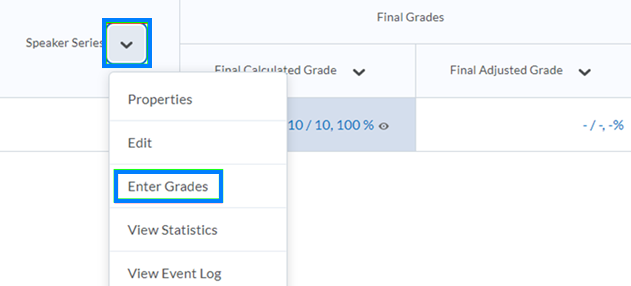 Final Grades
Speaker Series
Final Calculated Grade
Final Adjusted Grade
Properties
10 / 10, 100 %
- / -, -%
Edit
Enter Grades
View Statistics
View Event Log